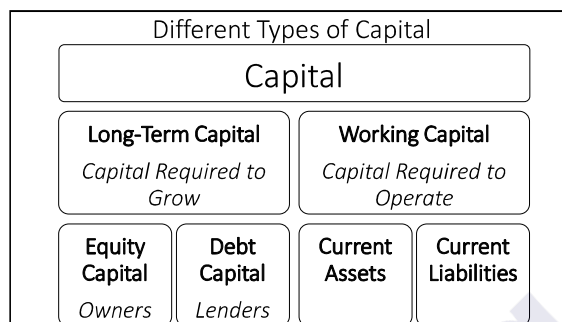 Different Types of Capital
Capital
Long-Term Capital
Capital Required to
Grow
Working Capital
Capital Required to
Operate
Equity
Capital
Owners
Debt
Capital
Lenders
Current
Assets
Current
Liabilities